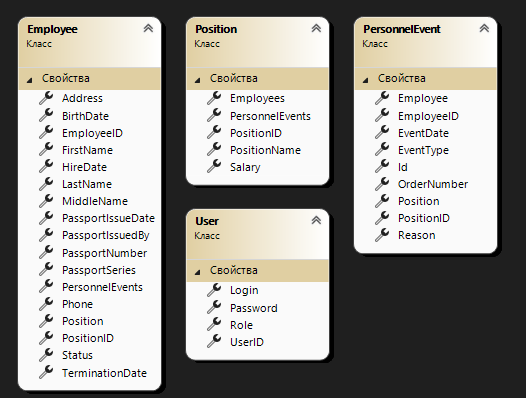 Employee
Класс
Свойства
Address
BirthDate
EmployeeID
FirstName
HireDate
LastName
MiddleName
PassportIssueDate
PassportIssuedBy
PassportNumber
PassportSeries
PersonnelEvents
Phone
Position
PositionID
Status
TerminationDate
Position
Класс
Свойства
Employees
PersonnelEvents
PositionID
PositionName
Salary
User
Класс
Свойства
Login
Password
Role
UserID
PersonnelEvent
Класс
Свойства
Employee
EmployeeID
EventDate
EventType
Id
OrderNumber
Position
PositionID
Reason